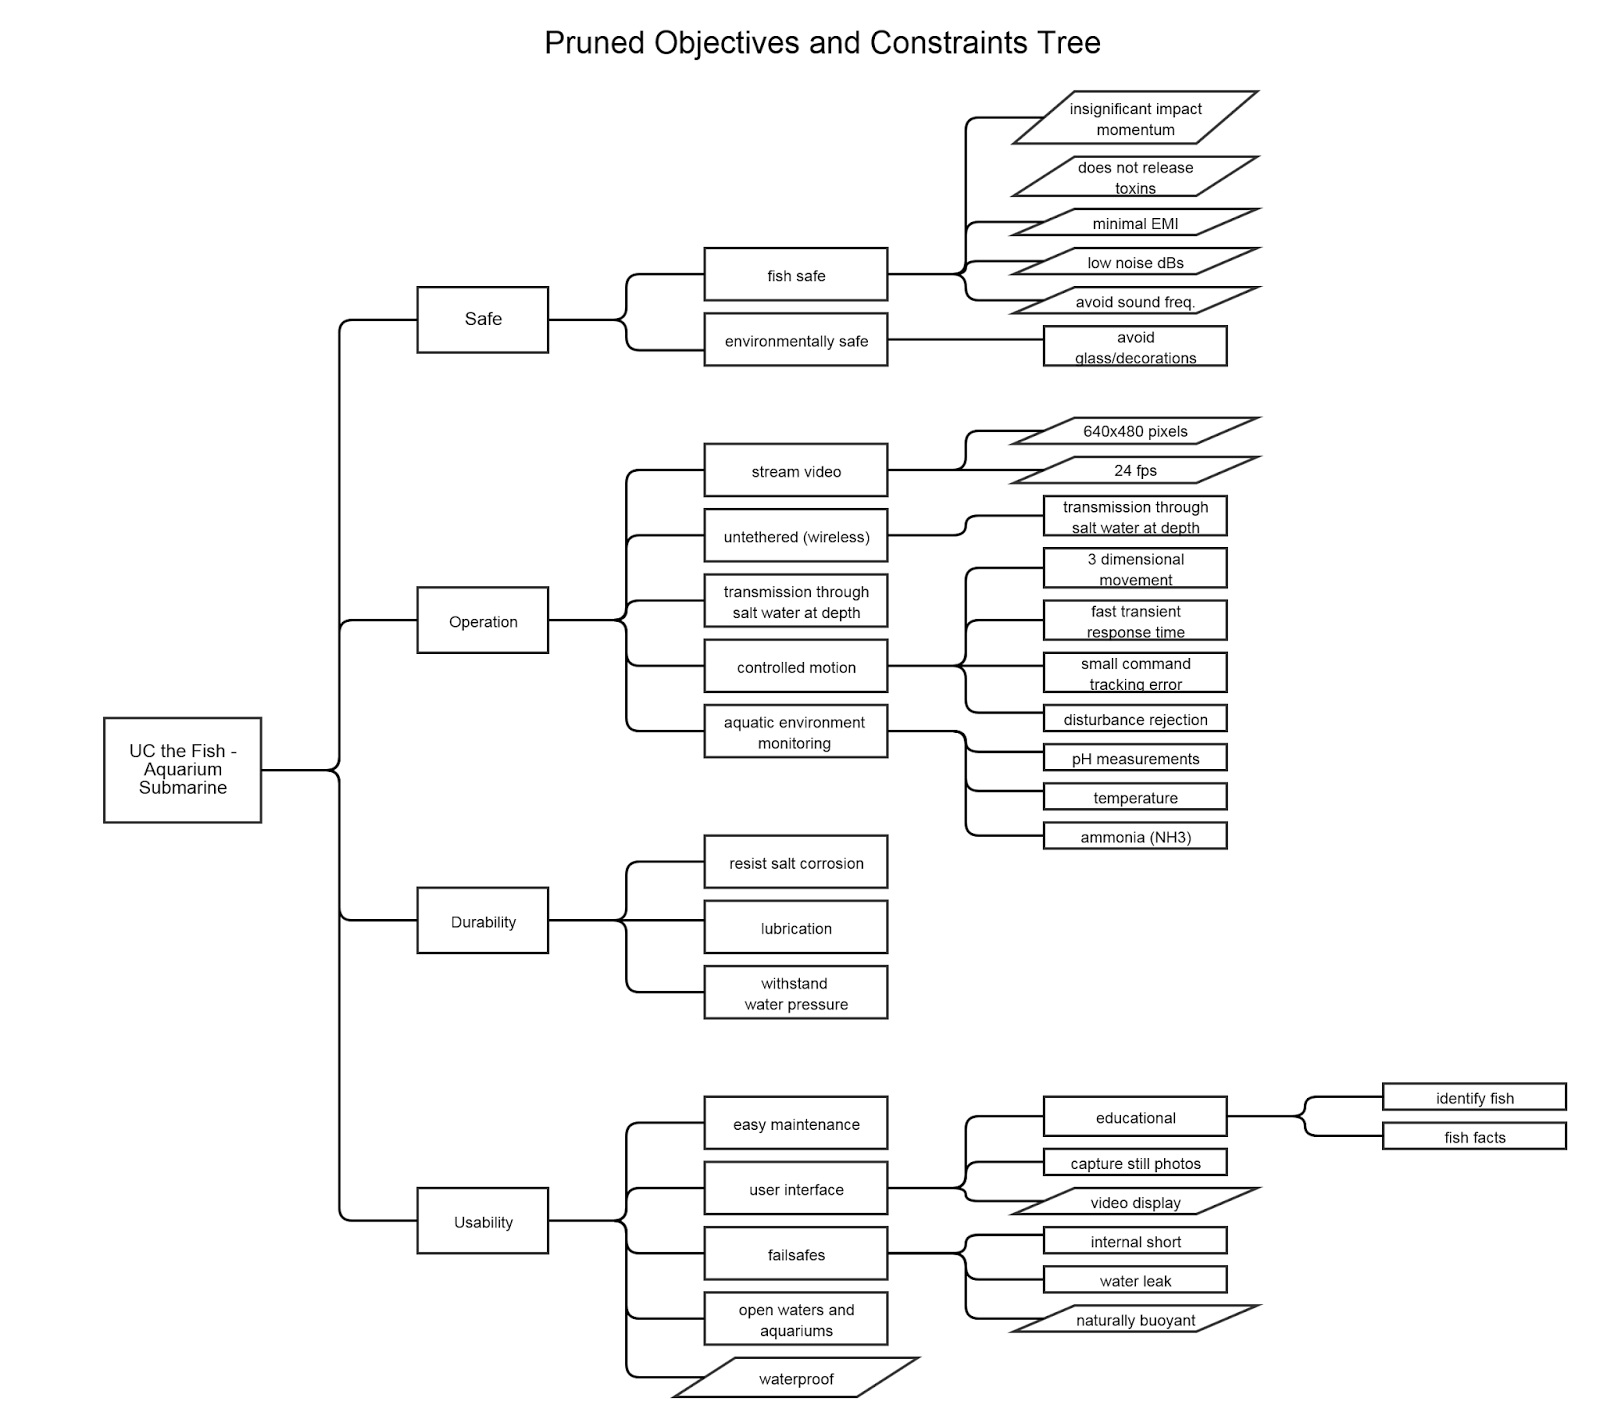 Pruned Objectives and Constraints Tree
UC the Fish -
Aquarium
Submarine
Safe
fish safe
insignificant impact
momentum
does not release
toxins
minimal EMI
low noise dBs
avoid sound freq.
environmentally safe
avoid
glass/decorations
Operation
stream video
640x480 pixels
24 fps
untethered (wireless)
transmission through
salt water at depth
transmission through
salt water at depth
controlled motion
3 dimensional
movement
fast transient
response time
small command
tracking error
disturbance rejection
aquatic environment
monitoring
pH measurements
temperature
ammonia (NH3)
Durability
resist salt corrosion
lubrication
withstand
water pressure
Usability
easy maintenance
user interface
educational
identify fish
fish facts
capture still photos
video display
failsafes
internal short
water leak
naturally buoyant
open waters and
aquariums
waterproof